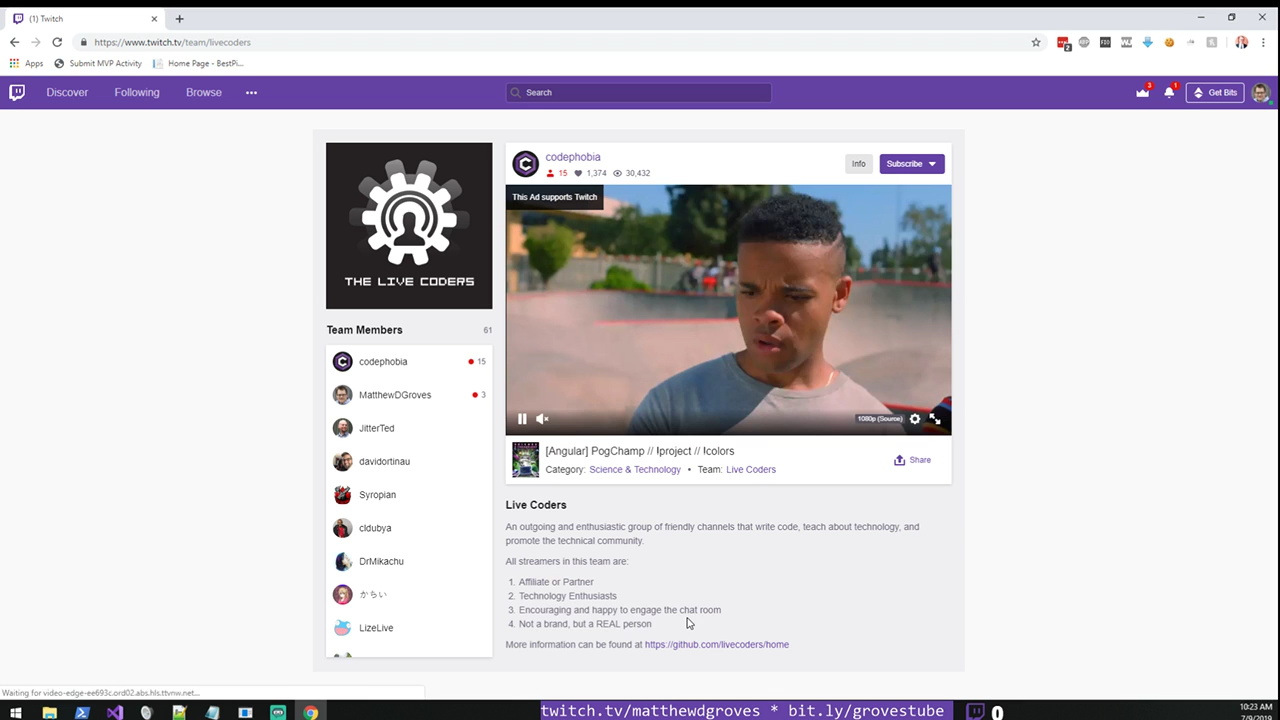 (1) Twitch
https://www.twitch.tv/team/livecoders
2
Apps Submit MVP Activity Home Page - BestPi...
Discover Following Browse ••• Search 3 1 Get Bits
THE LIVE CODERS
Team Members 61
codephobia 15
MatthewDGroves 3
JitterTed
davidortinau
Syropian
cldubya
DrMikachu
かちい
LizeLive
codephobia
15 1,374 30,432
Info Subscribe
This Ad supports Twitch
1080p (Source)
[Angular] PogChamp // !project // !colors
Category: Science & Technology • Team: Live Coders
Share
Live Coders
An outgoing and enthusiastic group of friendly channels that write code, teach about technology, and
promote the technical community.
All streamers in this team are:
1. Affiliate or Partner
2. Technology Enthusiasts
3. Encouraging and happy to engage the chat room
4. Not a brand, but a REAL person
More information can be found at https://github.com/livecoders/home
Waiting for video-edge-ee693c.ord02.abs.hls.ttvnw.net...
twitch.tv/matthewdgroves * bit.ly/grovestube 0
10:23 AM
7/9/2019